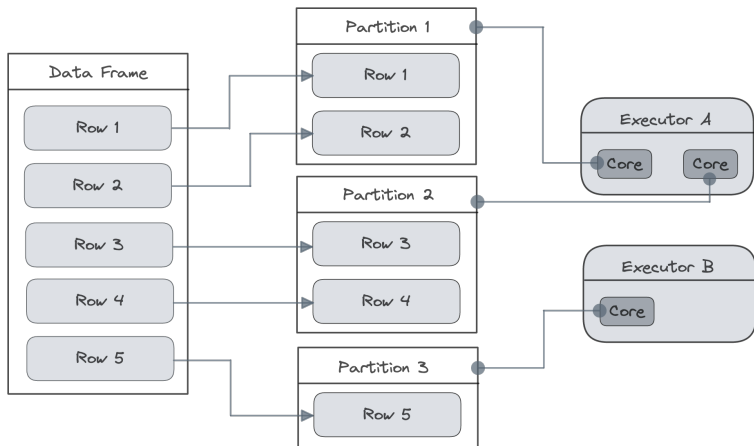 Data Frame
Row 1
Row 2
Row 3
Row 4
Row 5
Partition 1
Row 1
Row 2
Partition 2
Row 3
Row 4
Partition 3
Row 5
Executor A
Core
Core
Executor B
Core